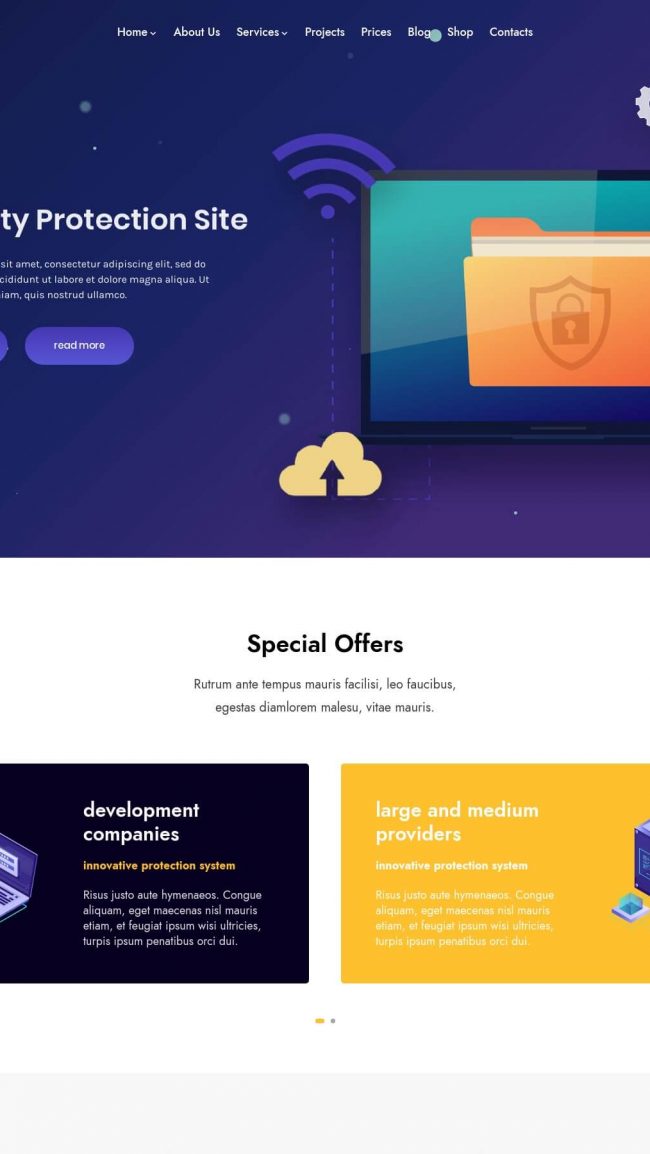 Home About Us Services Projects Prices Blog Shop Contacts
ty Protection Site
sit amet, consectetur adipiscing elit, sed do
cididunt ut labore et dolore magna aliqua. Ut
iam, quis nostrud ullamco.
read more
Special Offers
Rutrum ante tempus mauris facilisi, leo faucibus,
egestas diamlorem malesu, vitae mauris.
development
companies
innovative protection system
Risus justo aute hymenaeos. Congue
aliquam, eget maecenas nisl mauris
etiam, et feugiat ipsum wisi ultricies,
turpis ipsum penatibus orci dui.
large and medium
providers
innovative protection system
Risus justo aute hymenaeos. Congue
aliquam, eget maecenas nisl mauris
etiam, et feugiat ipsum wisi ultricies,
turpis ipsum penatibus orci dui.